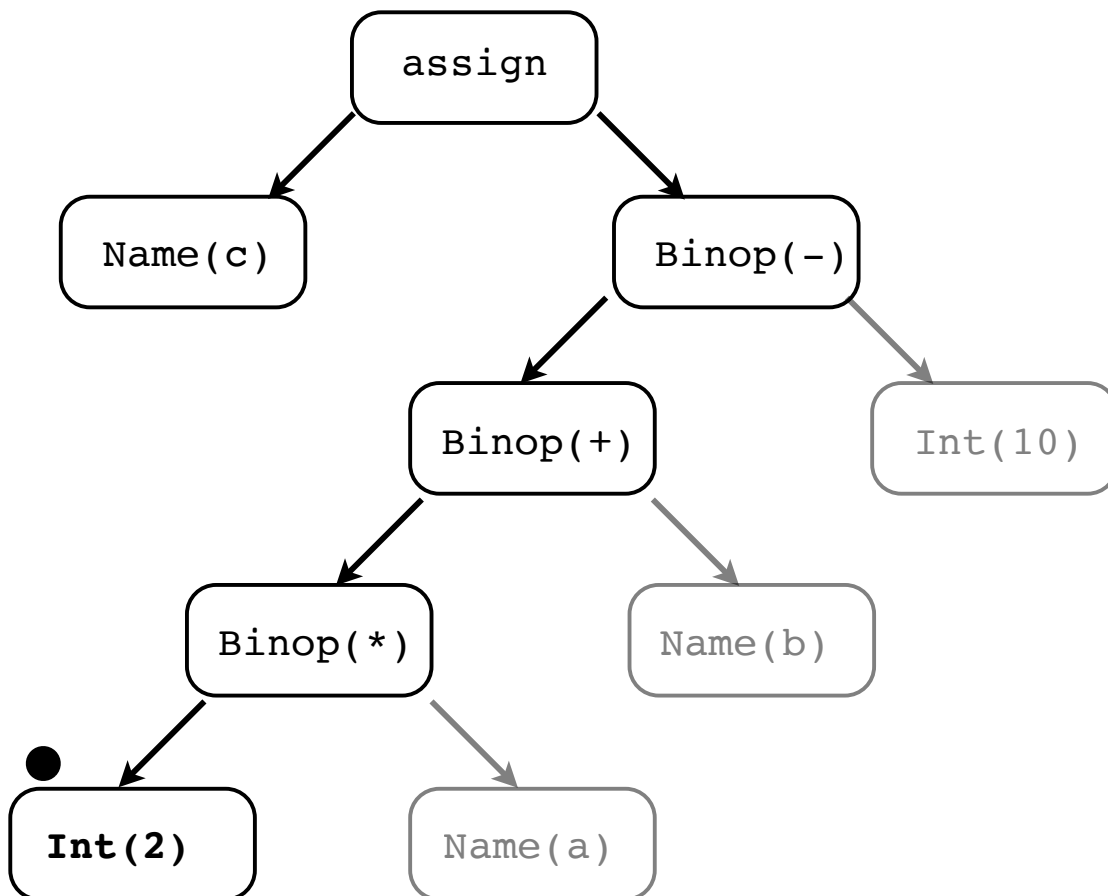 assign
Name(c)
Binop(-)
Binop(+)
Int(10)
Binop(*)
Name(b)
Int(2)
Name(a)